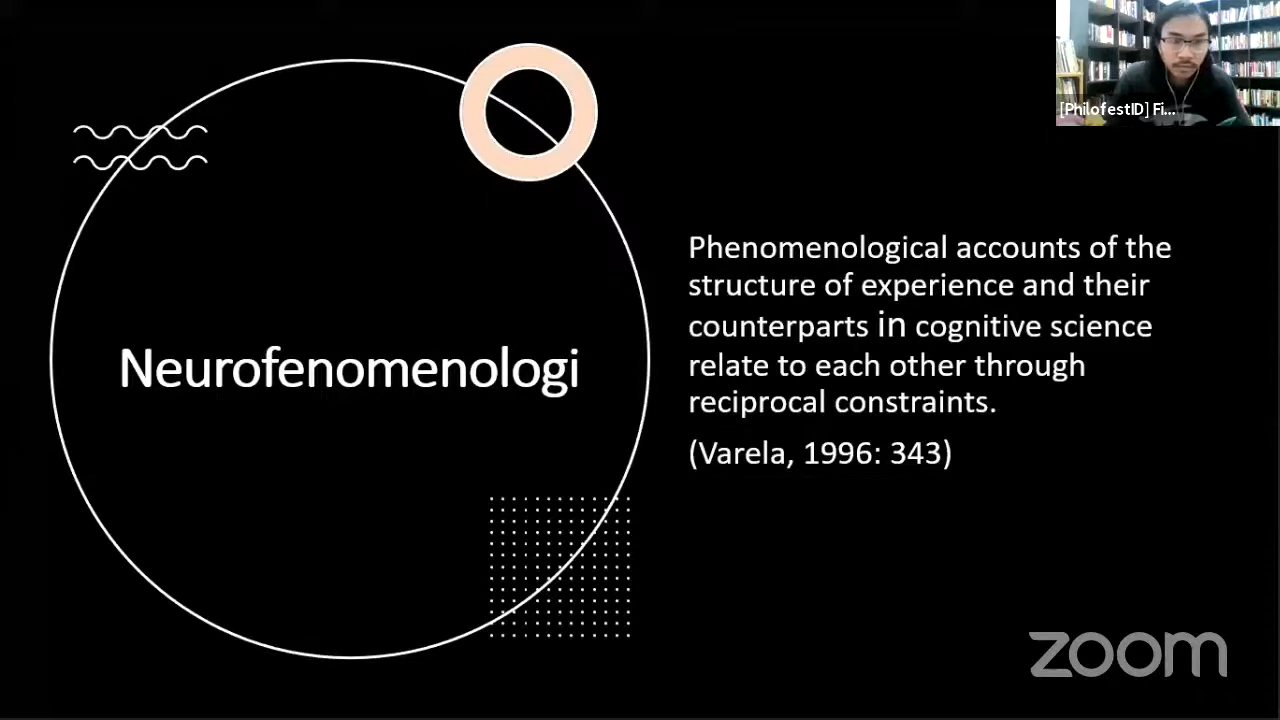 [PhilofestID] Fi...
Neurofenomenologi
Phenomenological accounts of the
structure of experience and their
counterparts in cognitive science
relate to each other through
reciprocal constraints.
(Varela, 1996: 343)
zoom